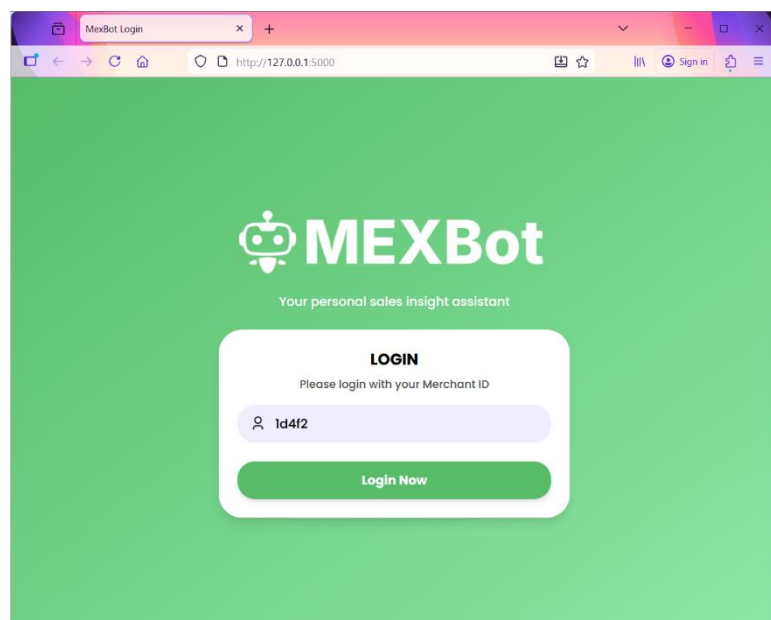 MexBot Login
http://127.0.0.1:5000
Sign in
MEXBot
Your personal sales insight assistant
LOGIN
Please login with your Merchant ID
1d4f2
Login Now